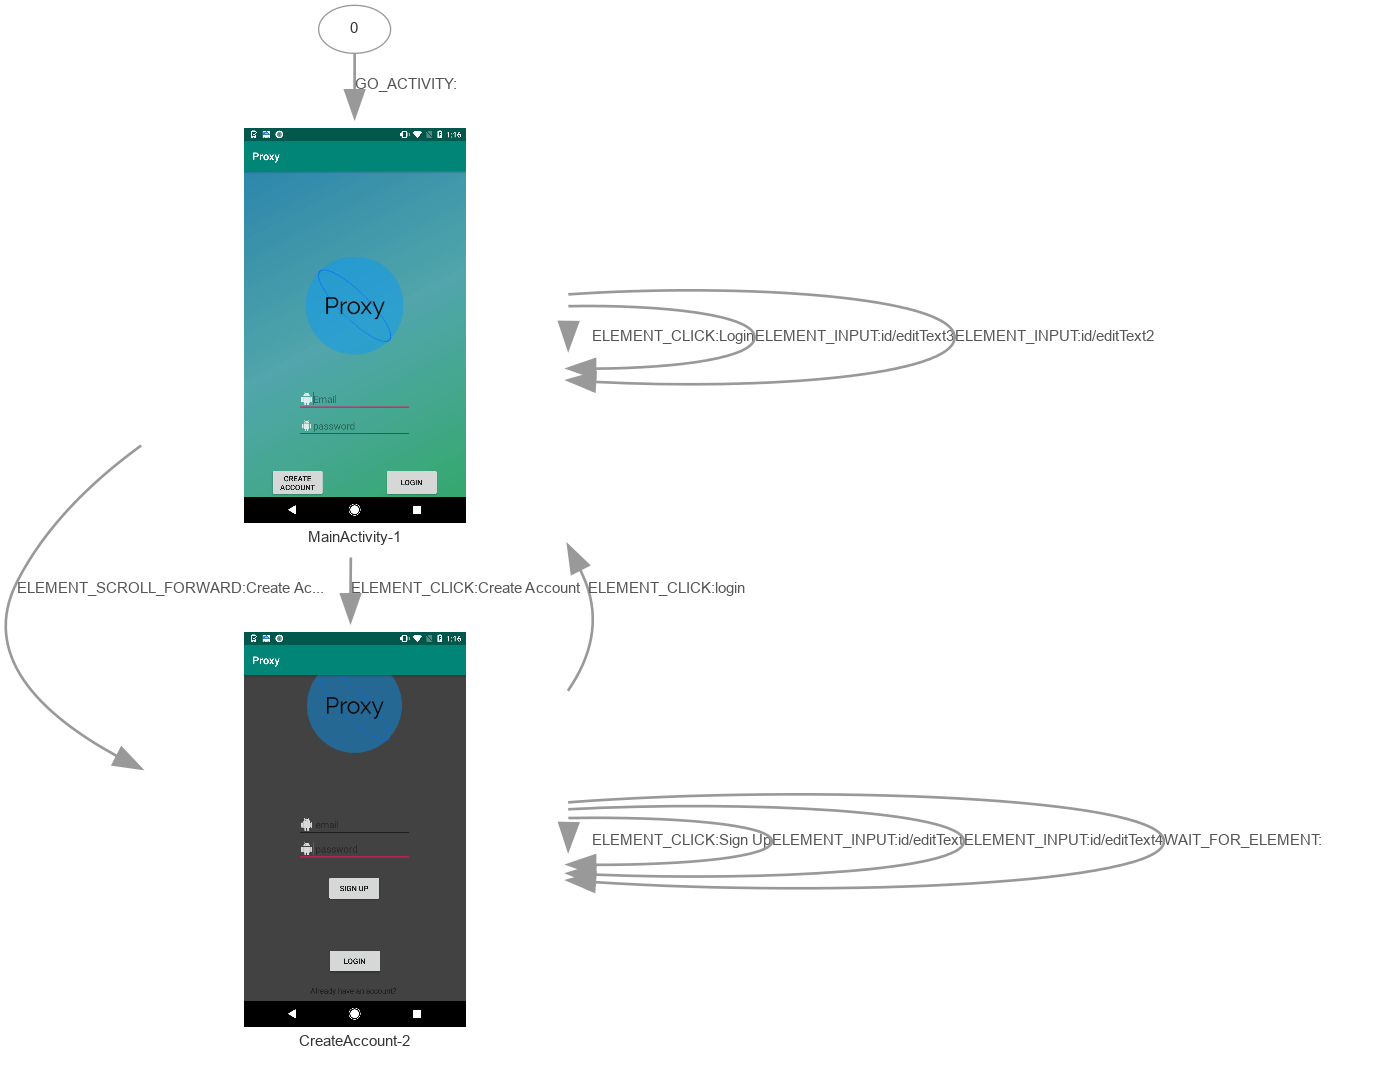 0
GO_ACTIVITY:
1:16
Proxy
Proxy
Email
password
CREATE
ACCOUNT
LOGIN
MainActivity-1
ELEMENT_CLICK:Login
ELEMENT_INPUT:id/editText3
ELEMENT_INPUT:id/editText2
ELEMENT_SCROLL_FORWARD:Create Ac...
ELEMENT_CLICK:Create Account
ELEMENT_CLICK:login
1:16
Proxy
Proxy
email
password
SIGN UP
LOGIN
Already have an account?
CreateAccount-2
ELEMENT_CLICK:Sign Up
ELEMENT_INPUT:id/editText
ELEMENT_INPUT:id/editText4
WAIT_FOR_ELEMENT: